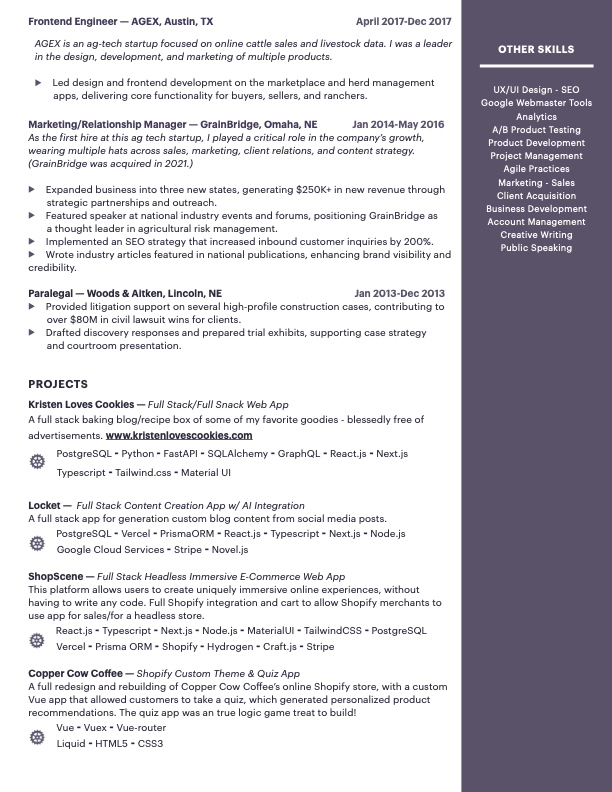 Frontend Engineer — AGEX, Austin, TX April 2017-Dec 2017
AGEX is an ag-tech startup focused on online cattle sales and livestock data. I was a leader
in the design, development, and marketing of multiple products.
▶ Led design and frontend development on the marketplace and herd management
apps, delivering core functionality for buyers, sellers, and ranchers.
Marketing/Relationship Manager — GrainBridge, Omaha, NE Jan 2014-May 2016
As the first hire at this ag tech startup, I played a critical role in the company's growth,
wearing multiple hats across sales, marketing, client relations, and content strategy.
(GrainBridge was acquired in 2021.)
▶ Expanded business into three new states, generating $250K+ in new revenue through
strategic partnerships and outreach.
▶ Featured speaker at national industry events and forums, positioning GrainBridge as
a thought leader in agricultural risk management.
▶ Implemented an SEO strategy that increased inbound customer inquiries by 200%.
▶ Wrote industry articles featured in national publications, enhancing brand visibility and
credibility.
Paralegal — Woods & Aitken, Lincoln, NE Jan 2013-Dec 2013
▶ Provided litigation support on several high-profile construction cases, contributing to
over $80M in civil lawsuit wins for clients.
▶ Drafted discovery responses and prepared trial exhibits, supporting case strategy
and courtroom presentation.
PROJECTS
Kristen Loves Cookies — Full Stack/Full Snack Web App
A full stack baking blog/recipe box of some of my favorite goodies - blessedly free of
advertisements. www.kristenlovescookies.com
PostgreSQL - Python - FastAPI - SQLAlchemy - GraphQL - React.js - Next.js
Typescript - Tailwind.css - Material UI
Locket — Full Stack Content Creation App w/ AI Integration
A full stack app for generation custom blog content from social media posts.
PostgreSQL - Vercel - PrismaORM - React.js - Typescript - Next.js - Node.js
Google Cloud Services - Stripe - Novel.js
ShopScene — Full Stack Headless Immersive E-Commerce Web App
This platform allows users to create uniquely immersive online experiences, without
having to write any code. Full Shopify integration and cart to allow Shopify merchants to
use app for sales/for a headless store.
React.js - Typescript - Next.js - Node.js - MaterialUI - TailwindCSS - PostgreSQL
Vercel - Prisma ORM - Shopify - Hydrogen - Craft.js - Stripe
Copper Cow Coffee — Shopify Custom Theme & Quiz App
A full redesign and rebuilding of Copper Cow Coffee's online Shopify store, with a custom
Vue app that allowed customers to take a quiz, which generated personalized product
recommendations. The quiz app was an true logic game treat to build!
Vue - Vuex - Vue-router
Liquid - HTML5 - CSS3
OTHER SKILLS
UX/UI Design - SEO
Google Webmaster Tools
Analytics
A/B Product Testing
Product Development
Project Management
Agile Practices
Marketing - Sales
Client Acquisition
Business Development
Account Management
Creative Writing
Public Speaking